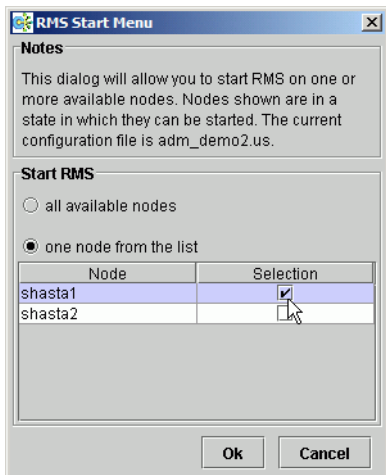 RMS Start Menu
Notes
This dialog will allow you to start RMS on one or
more available nodes. Nodes shown are in a
state in which they can be started. The current
configuration file is adm_demo2.us.
Start RMS
all available nodes
one node from the list
Node Selection
shasta1
shasta2
Ok Cancel